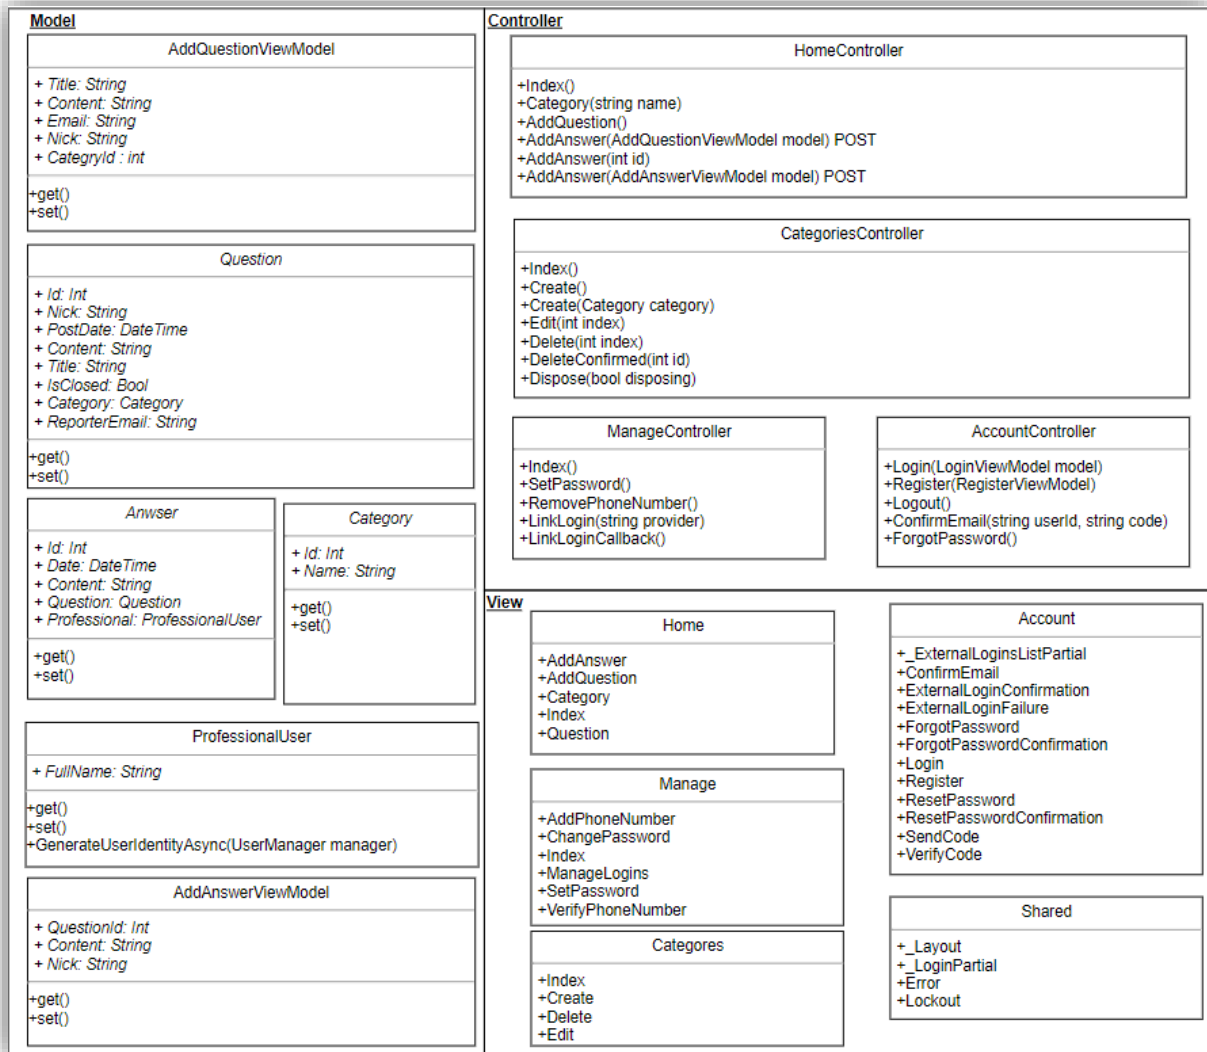 Model
AddQuestionViewModel
+ Title: String
+ Content: String
+ Email: String
+ Nick: String
+ CategryId : int
+get()
+set()
Question
+ Id: Int
+ Nick: String
+ PostDate: DateTime
+ Content: String
+ Title: String
+ IsClosed: Bool
+ Category: Category
+ ReporterEmail: String
+get()
+set()
Anwser
+ Id: Int
+ Date: DateTime
+ Content: String
+ Question: Question
+ Professional: ProfessionalUser
+get()
+set()
Category
+ Id: Int
+ Name: String
+get()
+set()
ProfessionalUser
+ FullName: String
+get()
+set()
+GenerateUserIdentityAsync(UserManager manager)
AddAnswerViewModel
+ QuestionId: Int
+ Content: String
+ Nick: String
+get()
+set()
Controller
HomeController
+Index()
+Category(string name)
+AddQuestion()
+AddAnswer(AddQuestionViewModel model) POST
+AddAnswer(int id)
+AddAnswer(AddAnswerViewModel model) POST
CategoriesController
+Index()
+Create()
+Create(Category category)
+Edit(int index)
+Delete(int index)
+DeleteConfirmed(int id)
+Dispose(bool disposing)
ManageController
+Index()
+SetPassword()
+RemovePhoneNumber()
+LinkLogin(string provider)
+LinkLoginCallback()
AccountController
+Login(LoginViewModel model)
+Register(RegisterViewModel)
+Logout()
+ConfirmEmail(string userId, string code)
+ForgotPassword()
View
Home
+AddAnswer
+AddQuestion
+Category
+Index
+Question
Manage
+AddPhoneNumber
+ChangePassword
+Index
+ManageLogins
+SetPassword
+VerifyPhoneNumber
Categores
+Index
+Create
+Delete
+Edit
Account
+_ExternalLoginsListPartial
+ConfirmEmail
+ExternalLoginConfirmation
+ExternalLoginFailure
+ForgotPassword
+ForgotPasswordConfirmation
+Login
+Register
+ResetPassword
+ResetPasswordConfirmation
+SendCode
+VerifyCode
Shared
+_Layout
+_LoginPartial
+Error
+Lockout